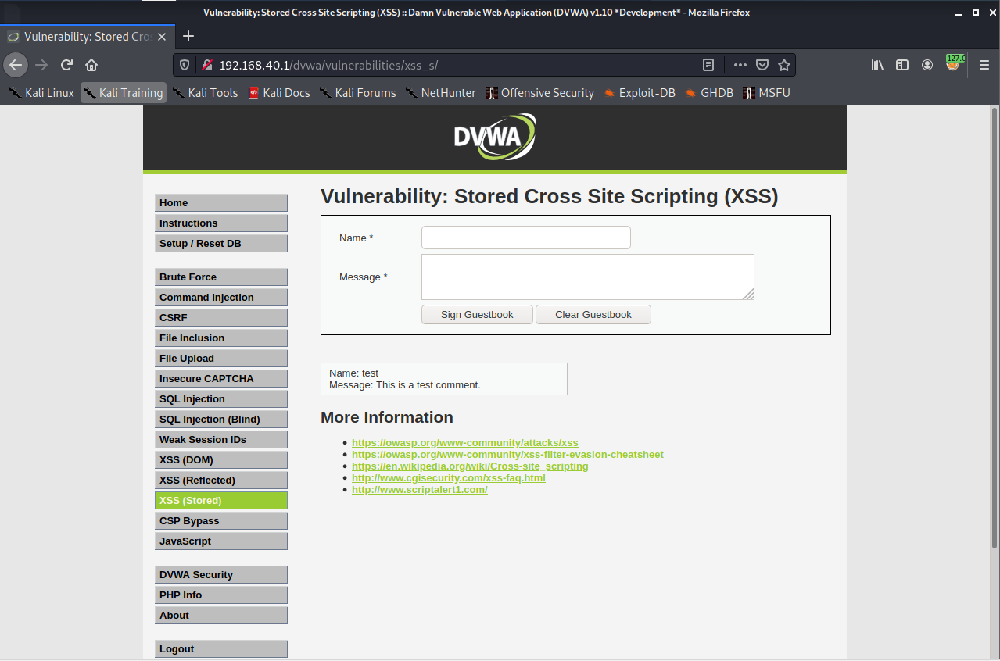 Vulnerability: Stored Cross Site Scripting (XSS) :: Damn Vulnerable Web Application (DVWA) v1.10 *Development* - Mozilla Firefox
Vulnerability: Stored Cros
192.168.40.1/dvwa/vulnerabilities/xss_s/
127.0
Kali Linux Kali Training Kali Tools Kali Docs Kali Forums NetHunter Offensive Security Exploit-DB GHDB MSFU
DVWA
Home
Instructions
Setup / Reset DB
Brute Force
Command Injection
CSRF
File Inclusion
File Upload
Insecure CAPTCHA
SQL Injection
SQL Injection (Blind)
Weak Session IDs
XSS (DOM)
XSS (Reflected)
XSS (Stored)
CSP Bypass
JavaScript
DVWA Security
PHP Info
About
Logout
Vulnerability: Stored Cross Site Scripting (XSS)
Name *
Message *
Sign Guestbook Clear Guestbook
Name: test
Message: This is a test comment.
More Information
https://owasp.org/www-community/attacks/xss
https://owasp.org/www-community/xss-filter-evasion-cheatsheet
https://en.wikipedia.org/wiki/Cross-site_scripting
http://www.cgisecurity.com/xss-faq.html
http://www.scriptalert1.com/